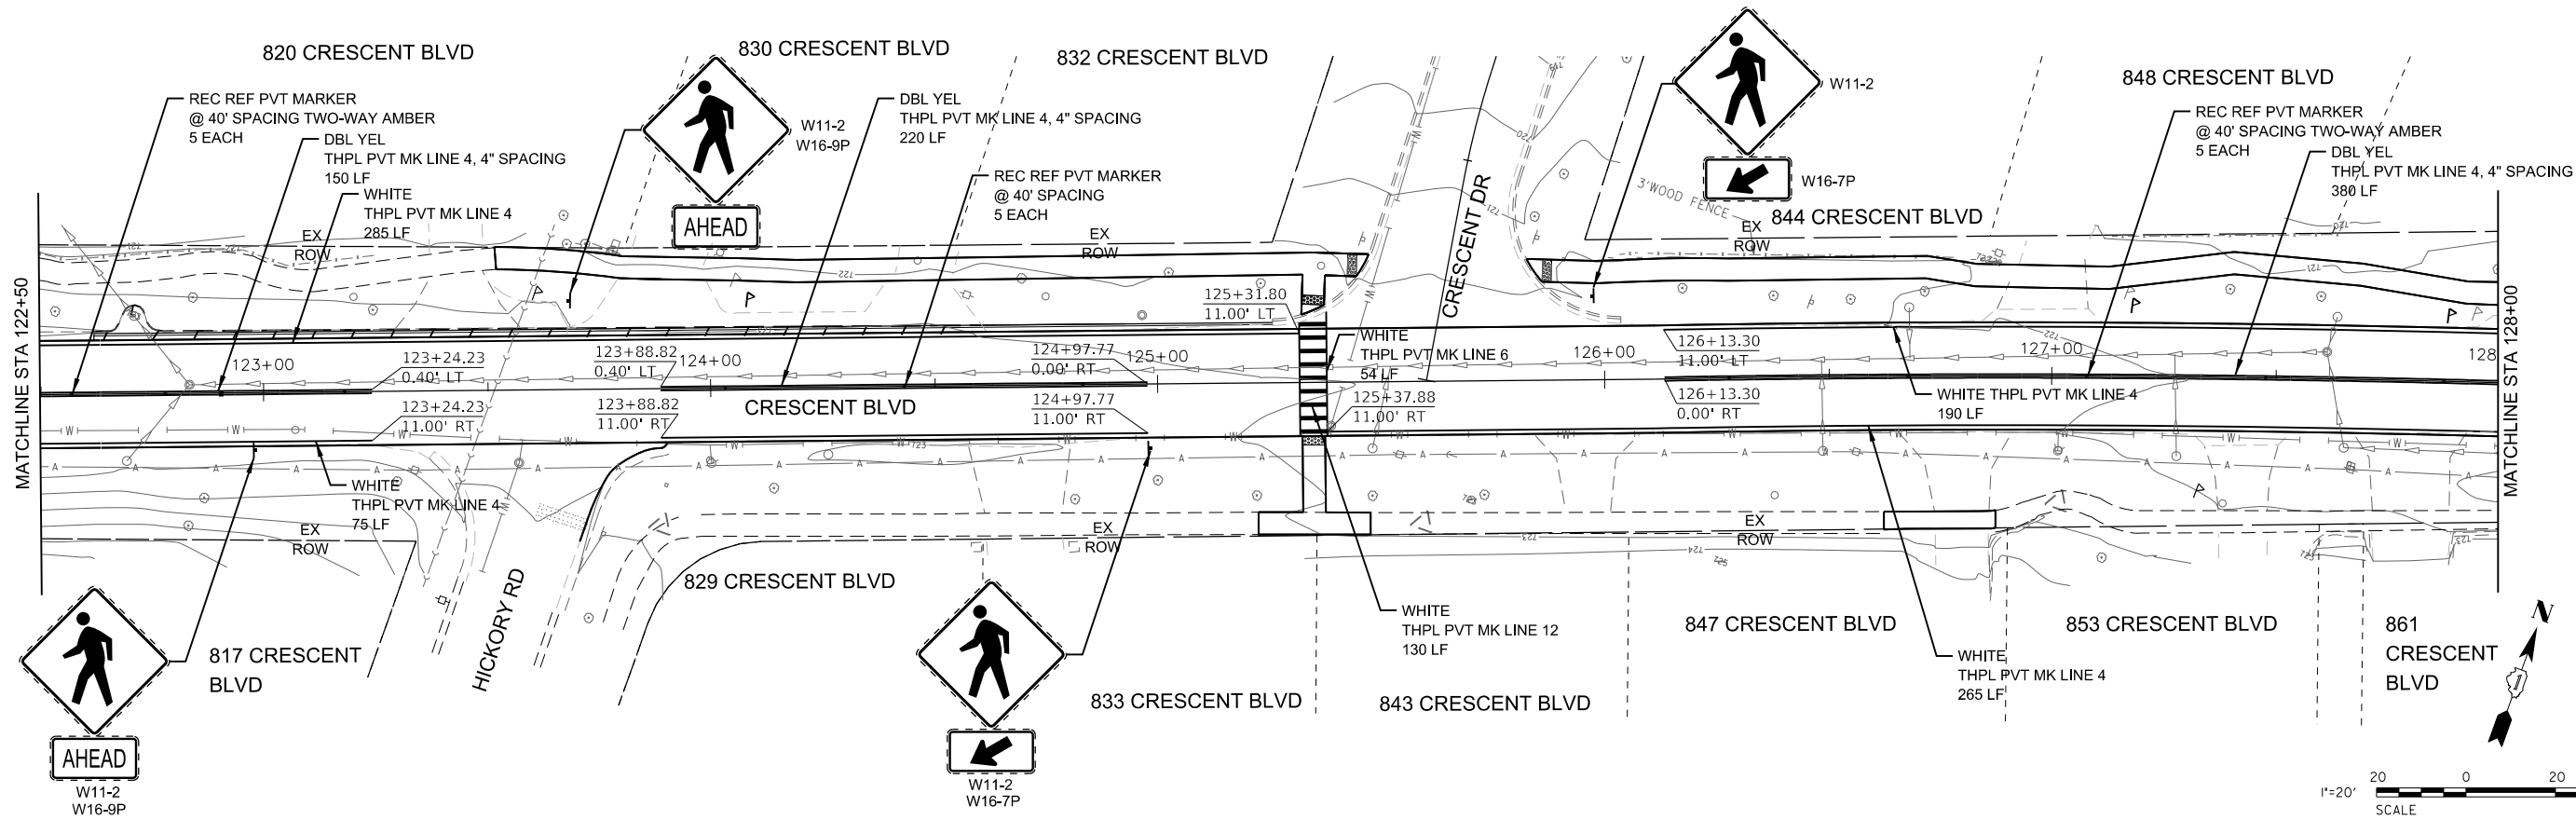 820 CRESCENT BLVD
830 CRESCENT BLVD
832 CRESCENT BLVD
848 CRESCENT BLVD
REC REF PVT MARKER
@ 40' SPACING TWO-WAY AMBER
5 EACH
DBL YEL
THPL PVT MK LINE 4, 4" SPACING
150 LF
WHITE
THPL PVT MK LINE 4
285 LF
W11-2
W16-9P
AHEAD
DBL YEL
THPL PVT MK LINE 4, 4" SPACING
220 LF
REC REF PVT MARKER
@ 40' SPACING
5 EACH
W11-2
W16-7P
3'WOOD FENCE
844 CRESCENT BLVD
REC REF PVT MARKER
@ 40' SPACING TWO-WAY AMBER
5 EACH
DBL YEL
THPL PVT MK LINE 4, 4" SPACING
380 LF
CRESCENT DR
EX
ROW
EX
ROW
EX
ROW
MATCHLINE STA 122+50
MATCHLINE STA 128+00
721
722
720
721
722
721
720
125+31.80
11.00' LT
WHITE
THPL PVT MK LINE 6
54 LF
123+00
123+24.23
0.40' LT
123+88.82
0.40' LT
124+00
124+97.77
0.00' RT
125+00
126+00
126+13.30
11.00' LT
127+00
128
123+24.23
11.00' RT
123+88.82
11.00' RT
CRESCENT BLVD
124+97.77
11.00' RT
125+37.88
11.00' RT
126+13.30
0.00' RT
WHITE THPL PVT MK LINE 4
190 LF
WHITE
THPL PVT MK LINE 4
75 LF
EX
ROW
EX
ROW
EX
ROW
723
723
724
725
HICKORY RD
829 CRESCENT BLVD
817 CRESCENT
BLVD
AHEAD
W11-2
W16-9P
W11-2
W16-7P
833 CRESCENT BLVD
WHITE
THPL PVT MK LINE 12
130 LF
843 CRESCENT BLVD
847 CRESCENT BLVD
WHITE
THPL PVT MK LINE 4
265 LF
853 CRESCENT BLVD
861
CRESCENT
BLVD
N
1"=20'
20 0 20
SCALE